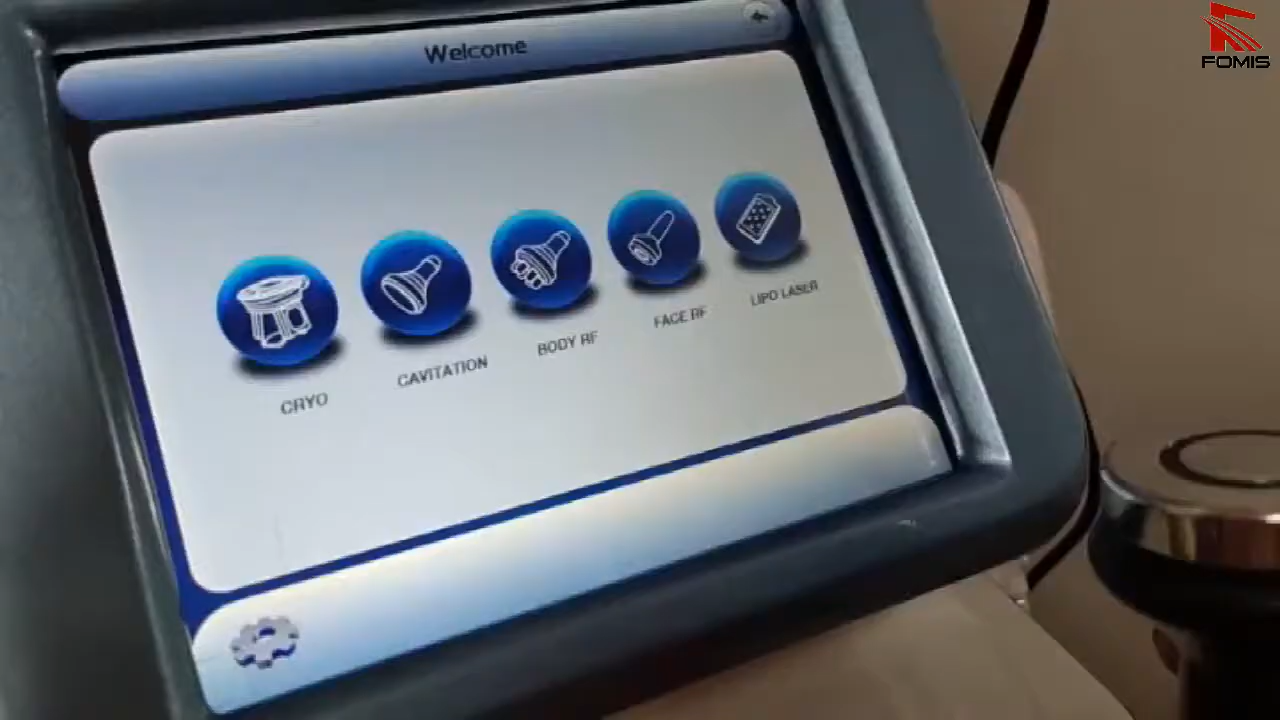 FOMIS
Welcome
CRYO
CAVITATION
BODY RF
FACE RF
LIPO LASER